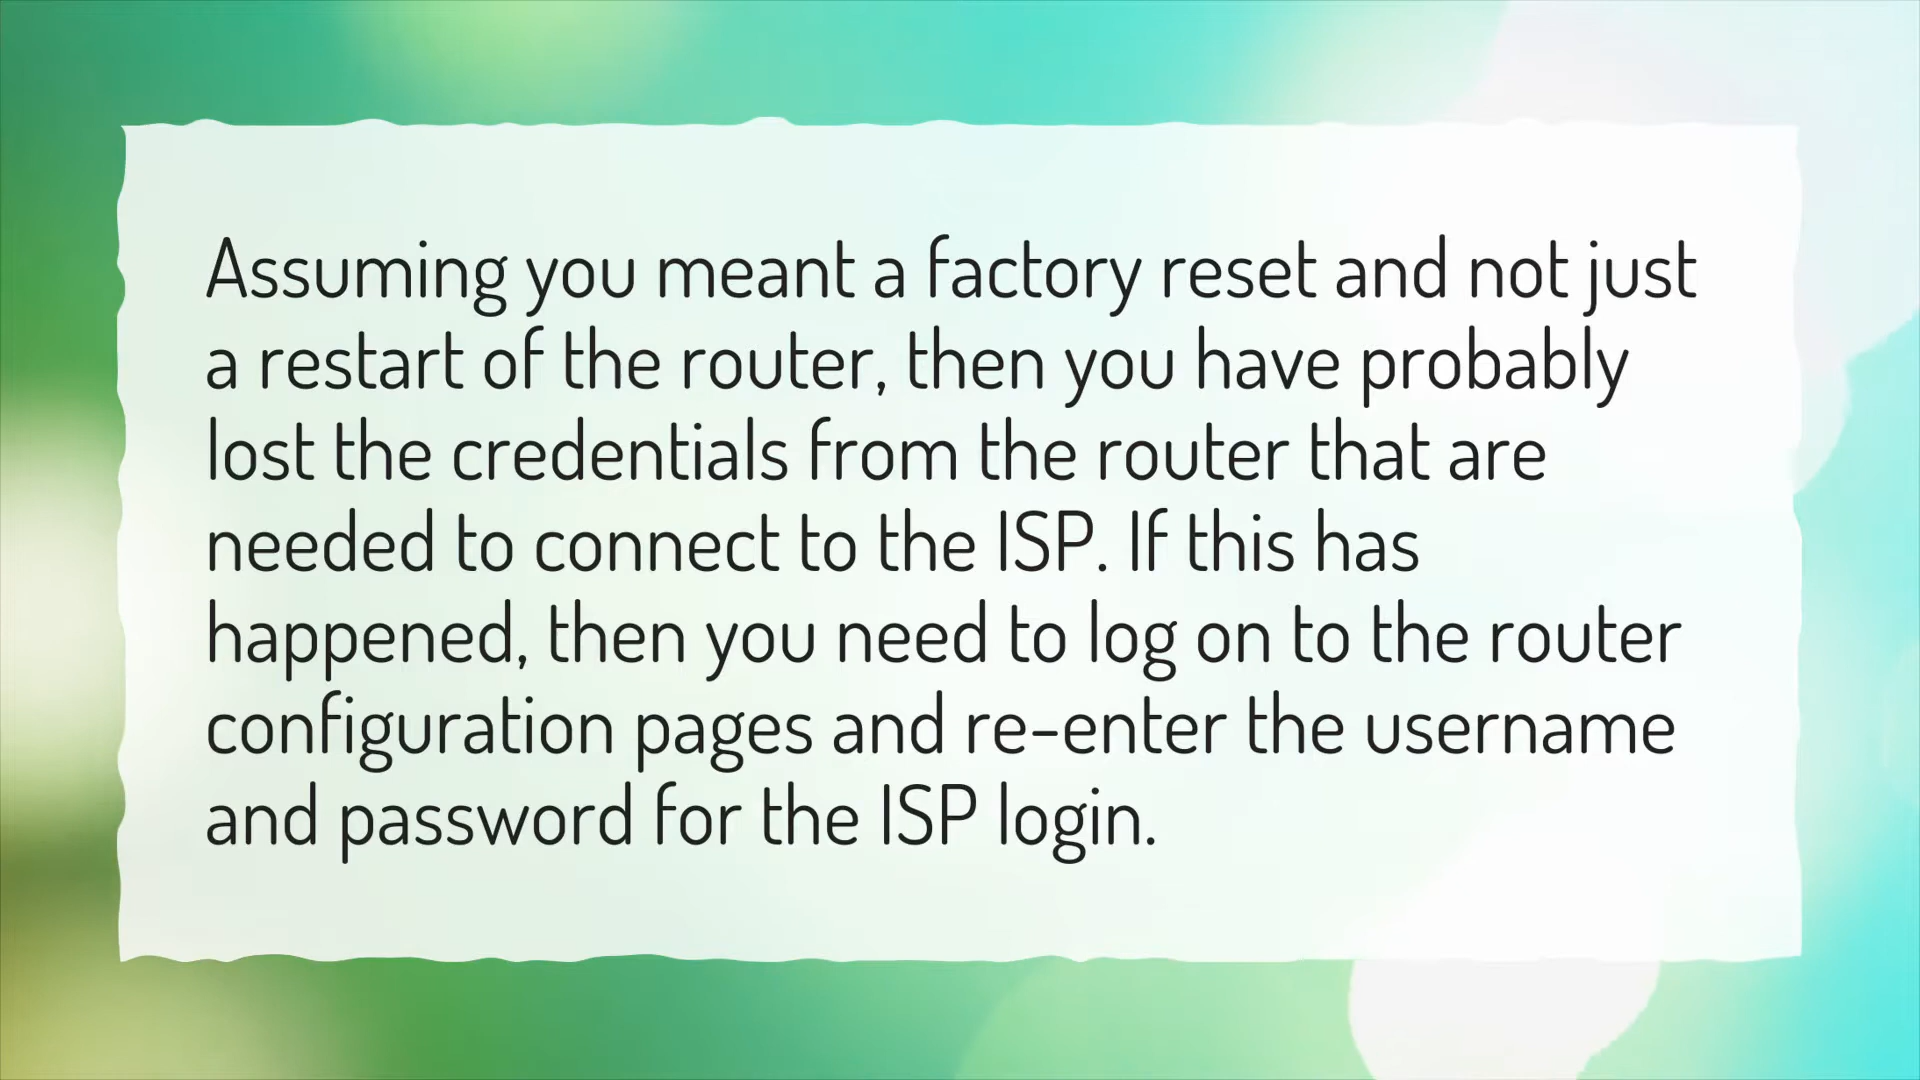 Assuming you meant a factory reset and not just
a restart of the router, then you have probably
lost the credentials from the router that are
needed to connect to the ISP. If this has
happened, then you need to log on to the router
configuration pages and re-enter the username
and password for the ISP login.